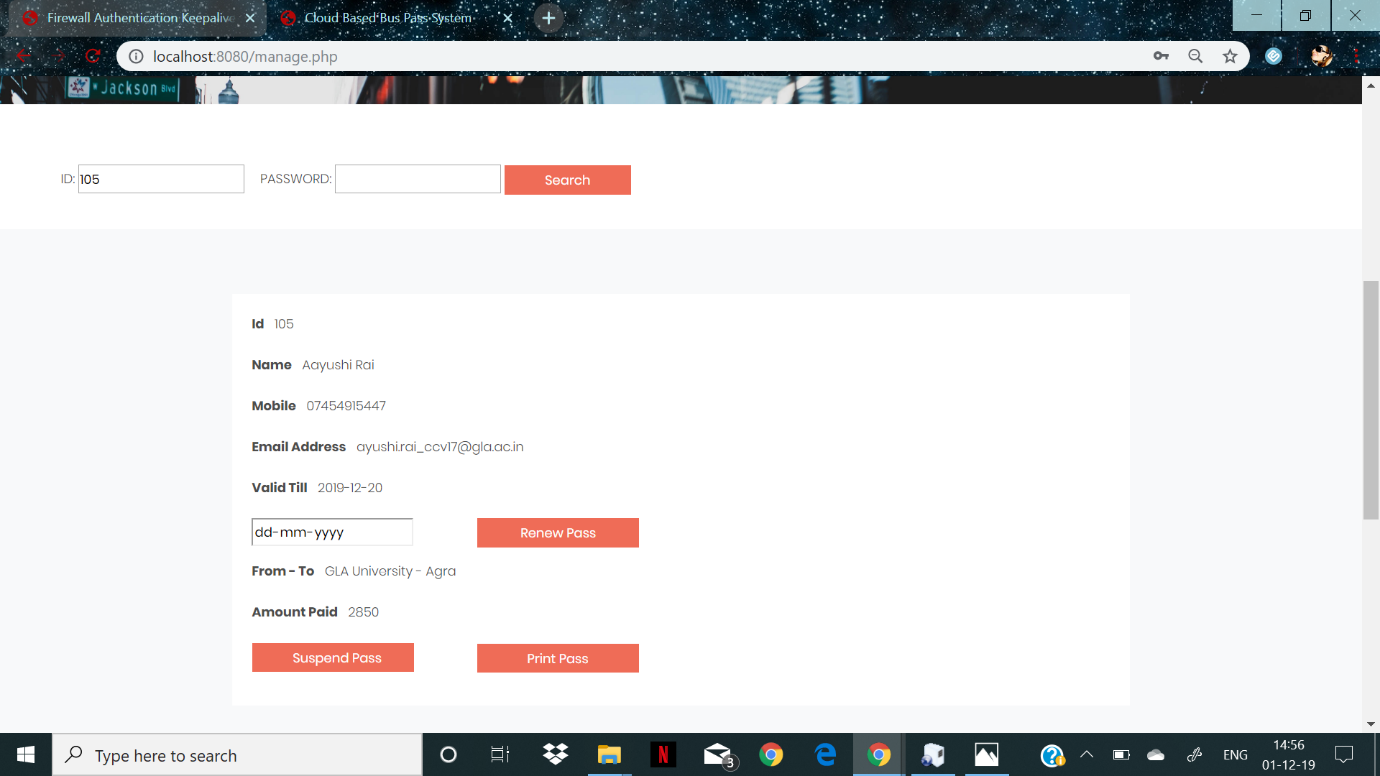 Firewall Authentication Keepalive
Cloud Based Bus Pass System
localhost:8080/manage.php
Jackson Blvd
ID: 105 PASSWORD: Search
Id 105
Name Aayushi Rai
Mobile 07454915447
Email Address ayushi.rai_ccv17@gla.ac.in
Valid Till 2019-12-20
dd-mm-yyyy Renew Pass
From - To GLA University - Agra
Amount Paid 2850
Suspend Pass Print Pass
Type here to search
N
3
ENG
14:56
01-12-19